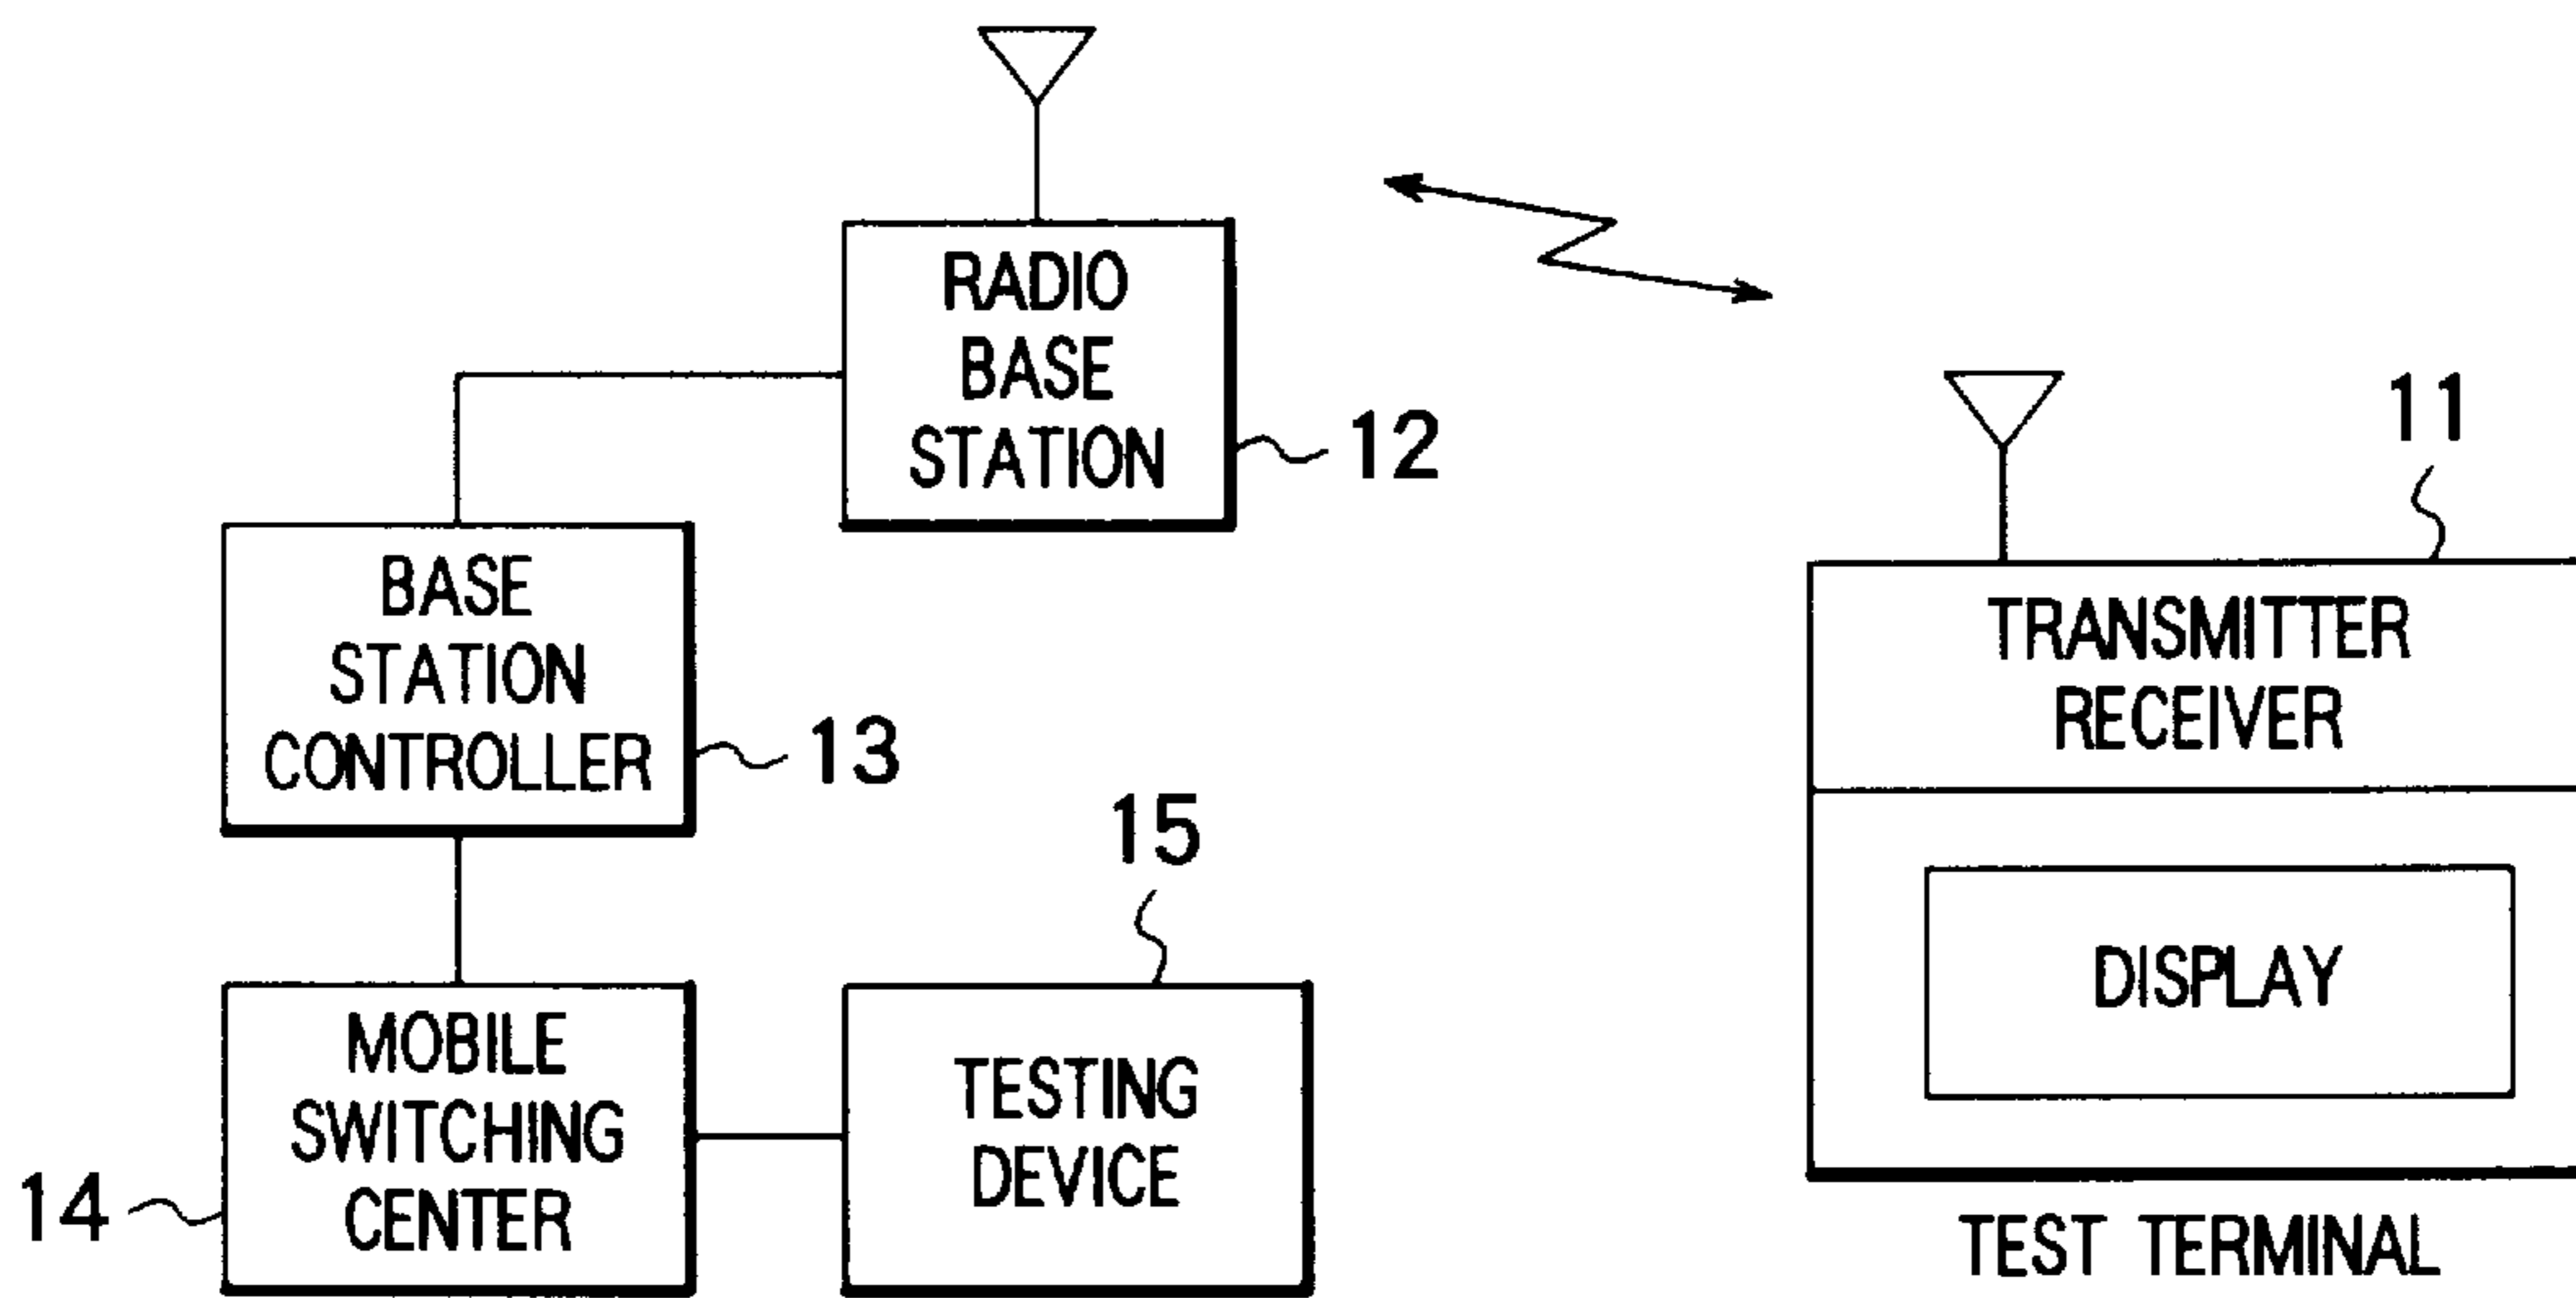 RADIO
BASE
STATION
12
11
BASE
STATION
CONTROLLER
13
TRANSMITTER
RECEIVER
15
MOBILE
SWITCHING
CENTER
14
TESTING
DEVICE
DISPLAY
TEST TERMINAL